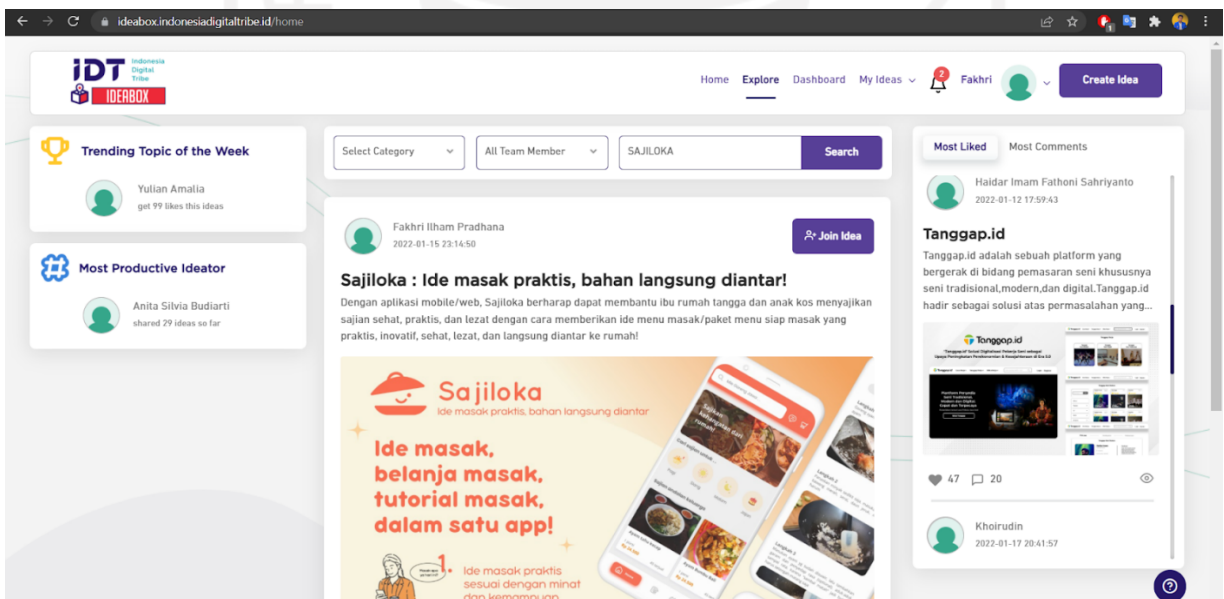 ideabox.indonesiadigitaltribe.id/home
iDT
Indonesia
Digital
Tribe
IDEABOX
Home Explore Dashboard My Ideas 2 Fakhri Create Idea
Trending Topic of the Week
Yulian Amalia
get 99 likes this ideas
Most Productive Ideator
Anita Silvia Budiarti
shared 29 ideas so far
Select Category All Team Member SAJILOKA Search
Fakhri Ilham Pradhana
2022-01-15 23:14:50
Join Idea
Sajiloka : Ide masak praktis, bahan langsung diantar!
Dengan aplikasi mobile/web, Sajiloka berharap dapat membantu ibu rumah tangga dan anak kos menyajikan
sajian sehat, praktis, dan lezat dengan cara memberikan ide menu masak/paket menu siap masak yang
praktis, inovatif, sehat, lezat, dan langsung diantar ke rumah!
Sajiloka
Ide masak praktis, bahan langsung diantar
Ide masak,
belanja masak,
tutorial masak,
dalam satu app!
1. Ide masak praktis
sesuai dengan minat
dan kemampuan
Sajikan
kehangatan dari
rumah!
Langkah 2
Most Liked Most Comments
Haidar Imam Fathoni Sahriyanto
2022-01-12 17:59:43
Tanggap.id
Tanggap.id adalah sebuah platform yang
bergerak di bidang pemasaran seni khususnya
seni tradisional,modern,dan digital.Tanggap.id
hadir sebagai solusi atas permasalahan yang...
Tanggap.id
47 20
Khoirudin
2022-01-17 20:41:57